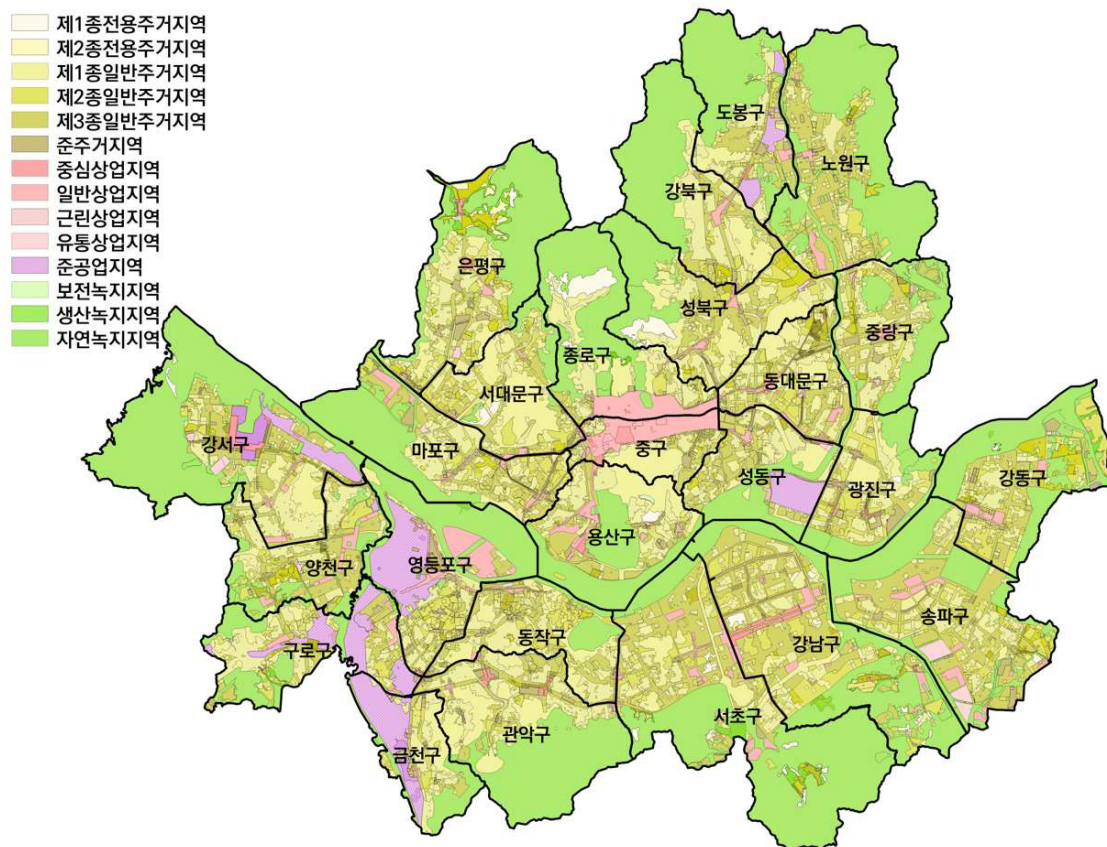 제1종전용주거지역
제2종전용주거지역
제1종일반주거지역
제2종일반주거지역
제3종일반주거지역
준주거지역
중심상업지역
일반상업지역
근린상업지역
유통상업지역
준공업지역
보전녹지지역
생산녹지지역
자연녹지지역
도봉구
노원구
강북구
은평구
성북구
중랑구
종로구
동대문구
서대문구
강서구
마포구
중구
성동구
광진구
강동구
용산구
양천구
영등포구
송파구
구로구
동작구
강남구
서초구
관악구
금천구